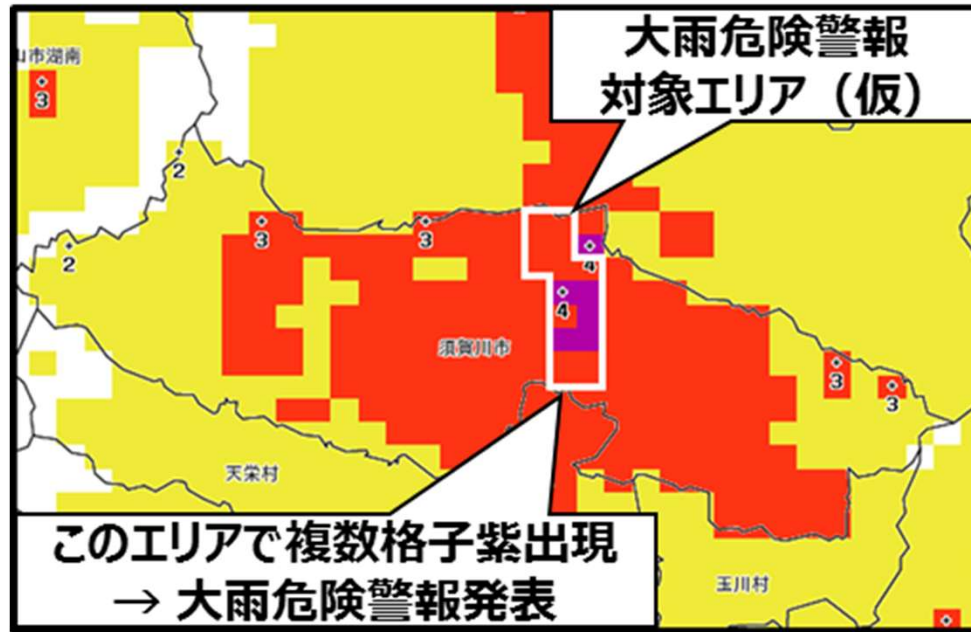 大雨危険警報
対象エリア（仮）
山市湖南
3
2
3
3
2
4
4
須賀川市
3
3
天栄村
このエリアで複数格子紫出現
→ 大雨危険警報発表
玉川村